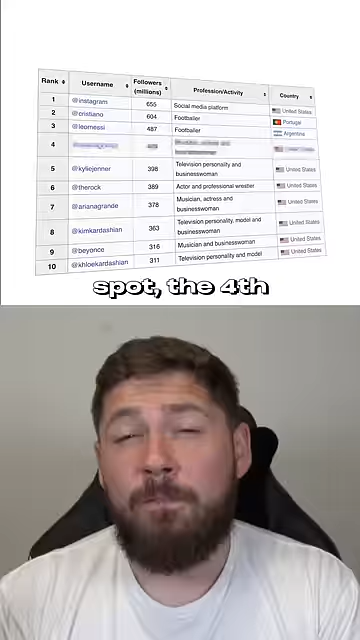 Rank Username Followers (millions) Profession/Activity Country
1 @instagram 655 Social media platform United States
2 @cristiano 604 Footballer Portugal
3 @leomessi 487 Footballer Argentina
4
5 @kyliejenner 398 Television personality and businesswoman United States
6 @therock 389 Actor and professional wrestler United States
7 @arianagrande 378 Musician, actress and businesswoman United States
8 @kimkardashian 363 Television personality, model and businesswoman United States
9 @beyonce 316 Musician and businesswoman United States
10 @khloekardashian 311 Television personality and model United States
spot, the 4th